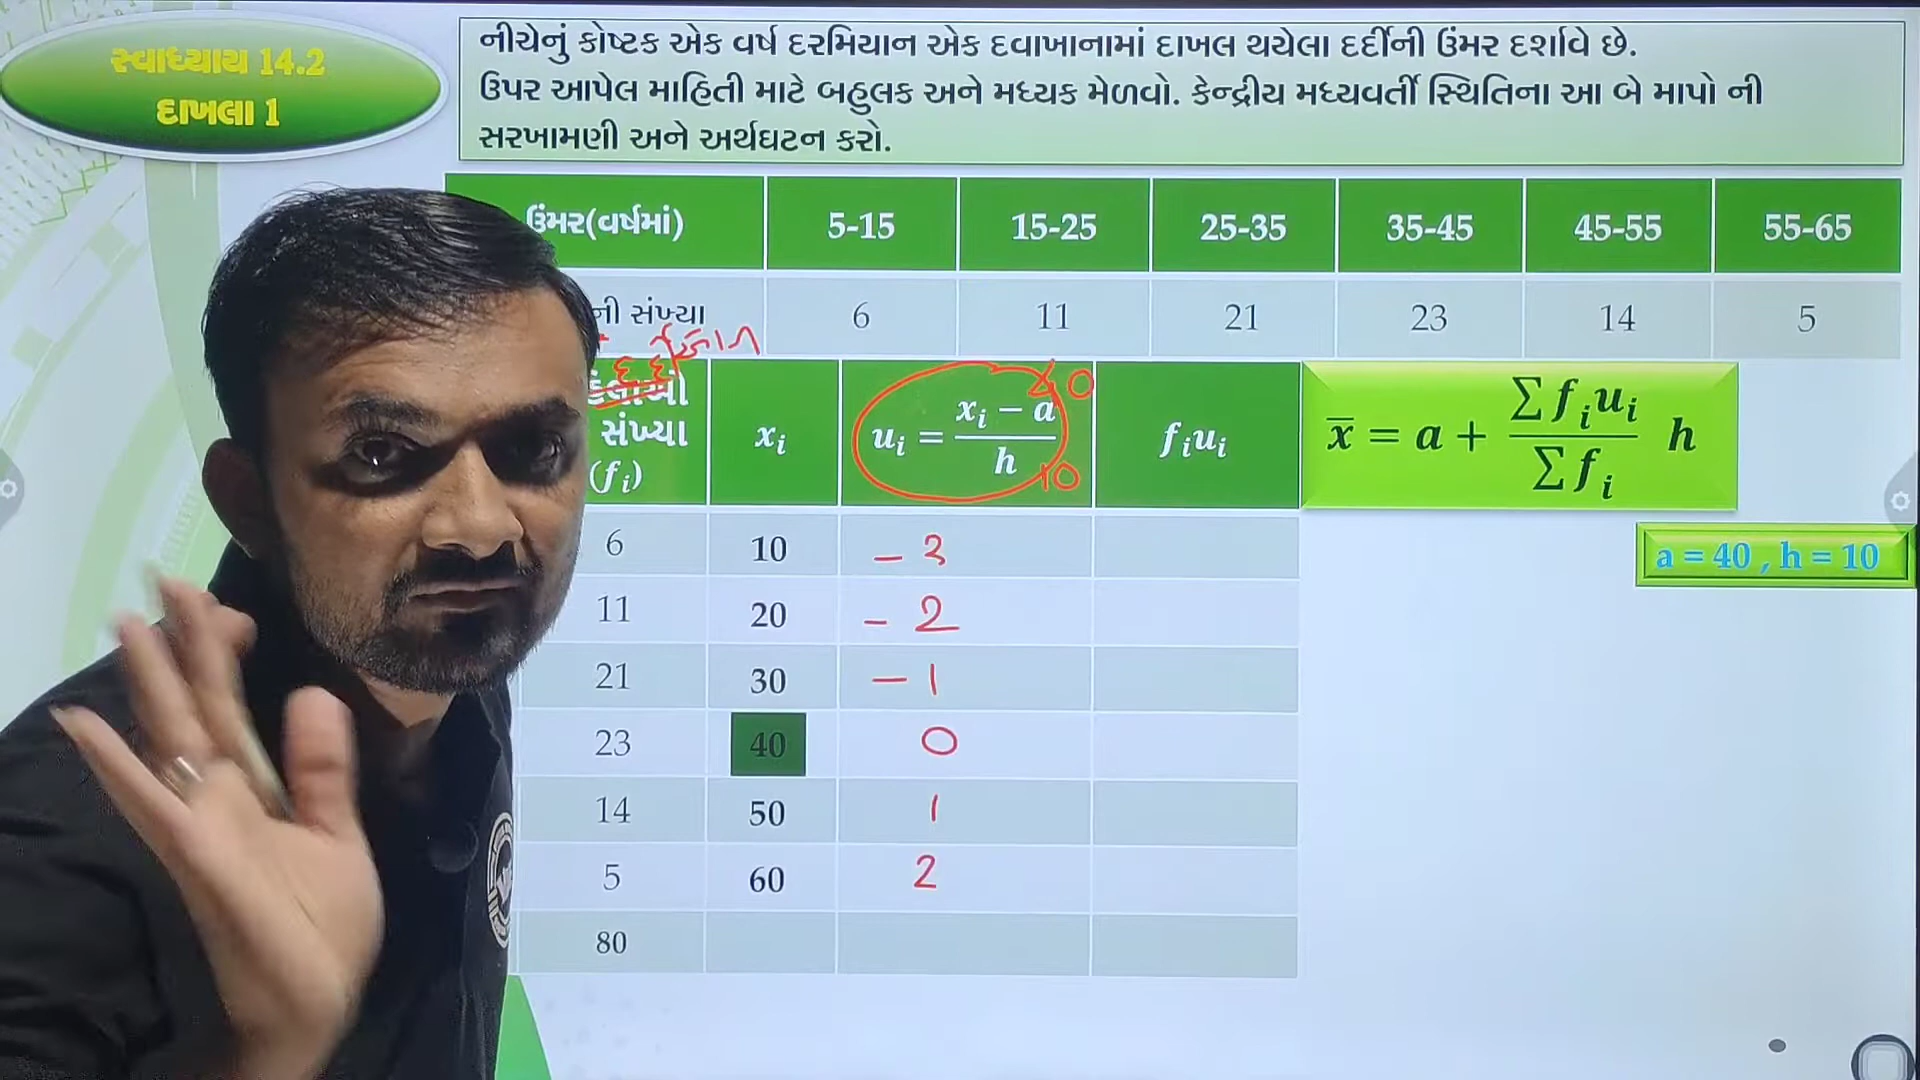 સ્વાધ્યાય 14.2
દાખલા 1
નીચેનું કોષ્ટક એક વર્ષ દરમિયાન એક દવાખાનામાં દાખલ થયેલા દર્દીની ઉંમર દર્શાવે છે.
ઉપર આપેલ માહિતી માટે બહુલક અને મધ્યક મેળવો. કેન્દ્રીય મધ્યવર્તી સ્થિતિના આ બે માપો ની
સરખામણી અને અર્થઘટન કરો.
ઉંમર(વર્ષમાં) 5-15 15-25 25-35 35-45 45-55 55-65
ની સંખ્યા 6 11 21 23 14 5
સંખ્યા (fᵢ) xᵢ uᵢ = (xᵢ − a)/h fᵢuᵢ x̅ = a + (∑fᵢuᵢ)/(∑fᵢ) h
40
10
a = 40 , h = 10
6 10 − 3
11 20 − 2
21 30 − 1
23 40 0
14 50 1
5 60 2
80